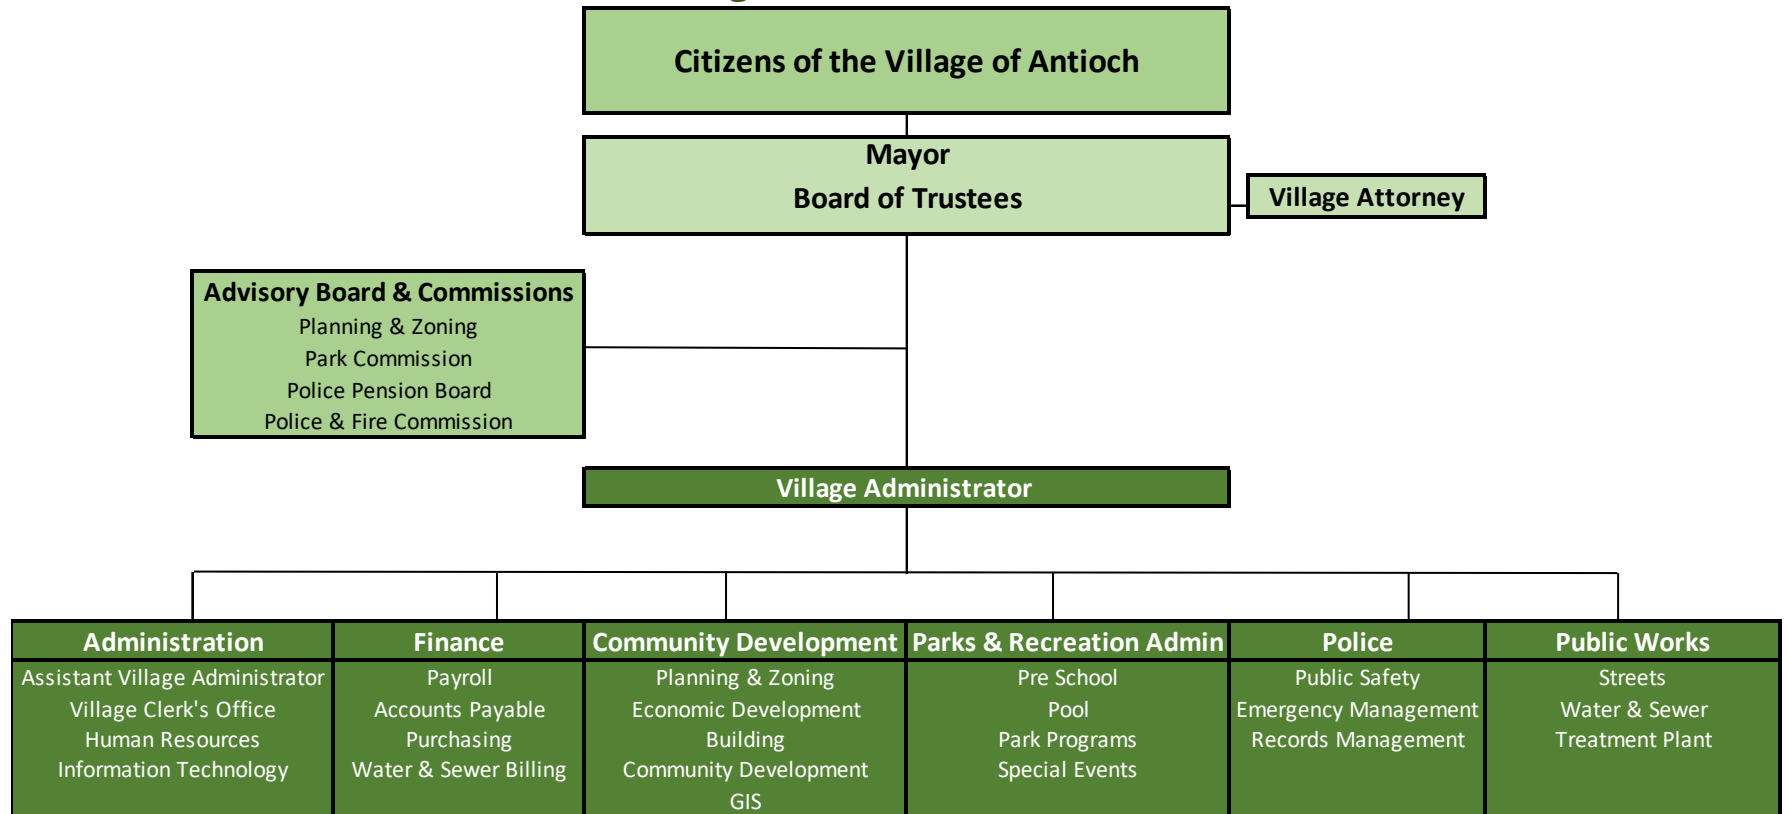 Citizens of the Village of Antioch
Mayor
Board of Trustees
Village Attorney
Advisory Board & Commissions
Planning & Zoning
Park Commission
Police Pension Board
Police & Fire Commission
Village Administrator
Administration
Assistant Village Administrator
Village Clerk's Office
Human Resources
Information Technology
Finance
Payroll
Accounts Payable
Purchasing
Water & Sewer Billing
Community Development
Planning & Zoning
Economic Development
Building
Community Development
GIS
Parks & Recreation Admin
Pre School
Pool
Park Programs
Special Events
Police
Public Safety
Emergency Management
Records Management
Public Works
Streets
Water & Sewer
Treatment Plant